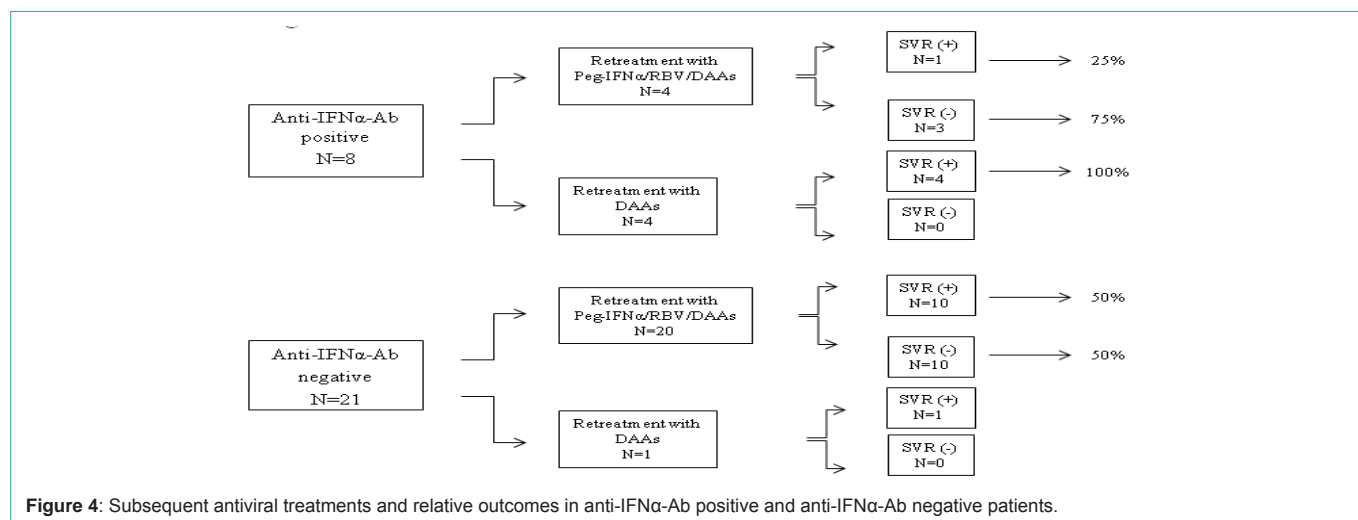 Anti-IFNα-Ab
positive
N=8
Retreatment with
Peg-IFNα/RBV/DAAs
N=4
SVR (+)
N=1
25%
SVR (-)
N=3
75%
Retreatment with
DAAs
N=4
SVR (+)
N=4
100%
SVR (-)
N=0
Anti-IFNα-Ab
negative
N=21
Retreatment with
Peg-IFNα/RBV/DAAs
N=20
SVR (+)
N=10
50%
SVR (-)
N=10
50%
Retreatment with
DAAs
N=1
SVR (+)
N=1
SVR (-)
N=0
Figure 4: Subsequent antiviral treatments and relative outcomes in anti-IFNα-Ab positive and anti-IFNα-Ab negative patients.